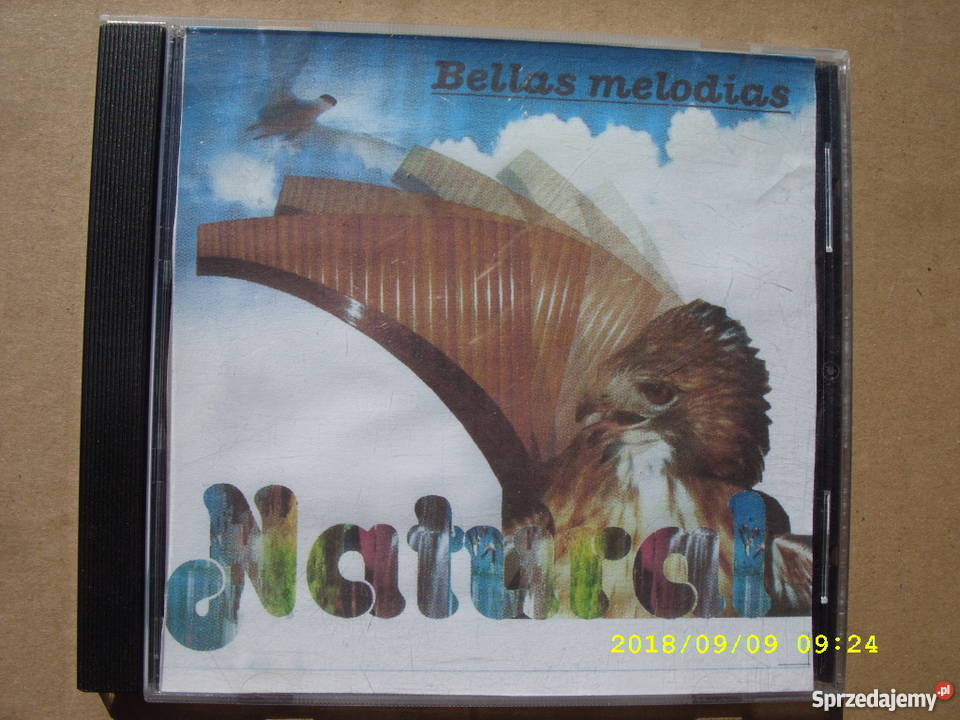 Bellas melodias
Natural
2018/09/09 09:24
Sprzedajemy.pl